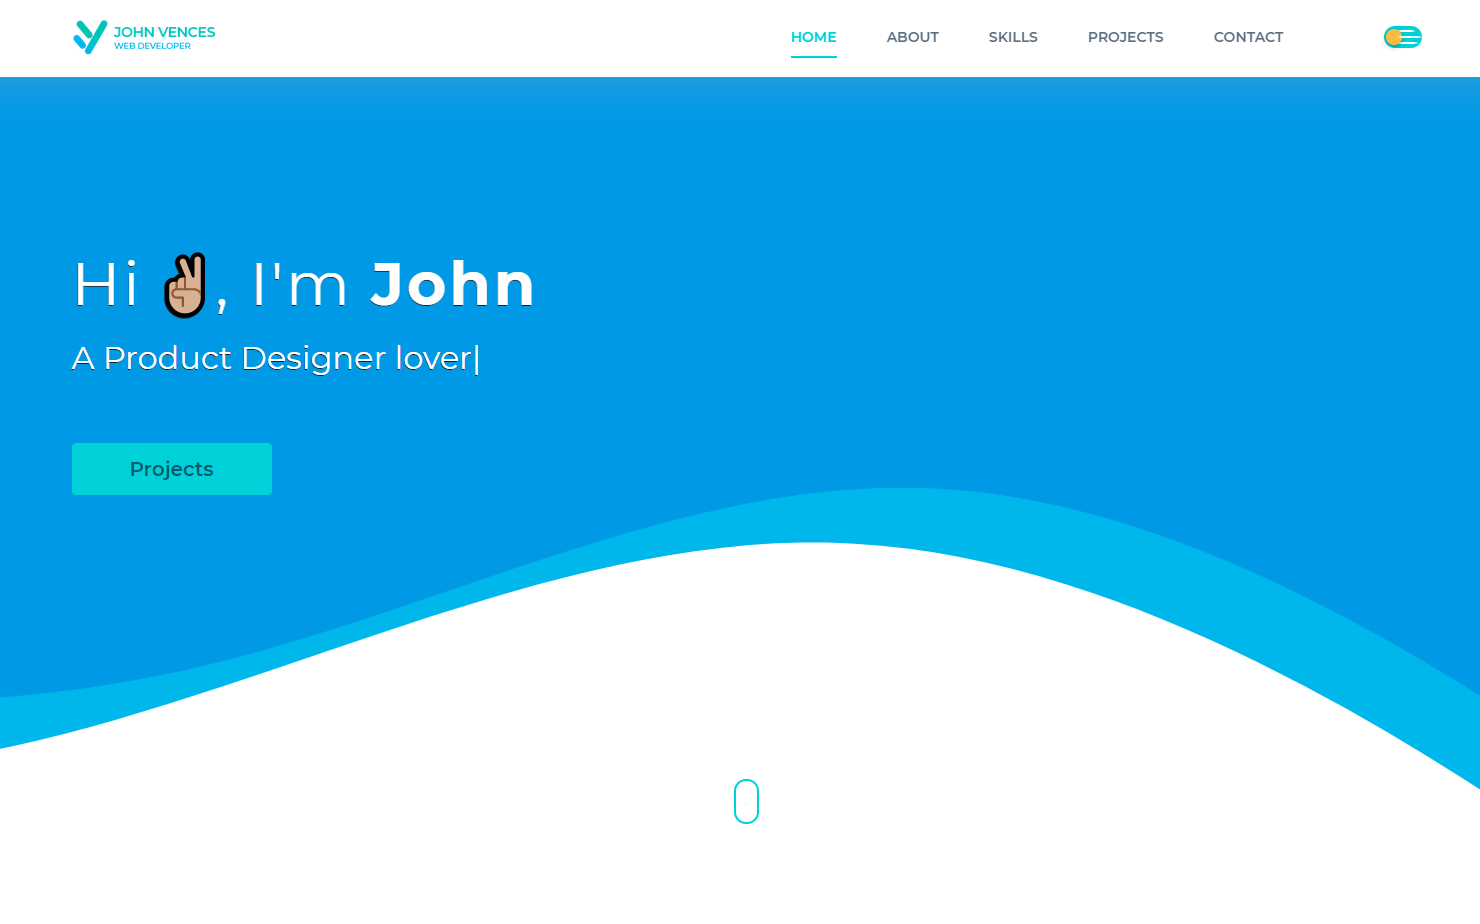 JOHN VENCES
WEB DEVELOPER
HOME
ABOUT
SKILLS
PROJECTS
CONTACT
Hi ✌🏽, I'm John
A Product Designer lover|
Projects